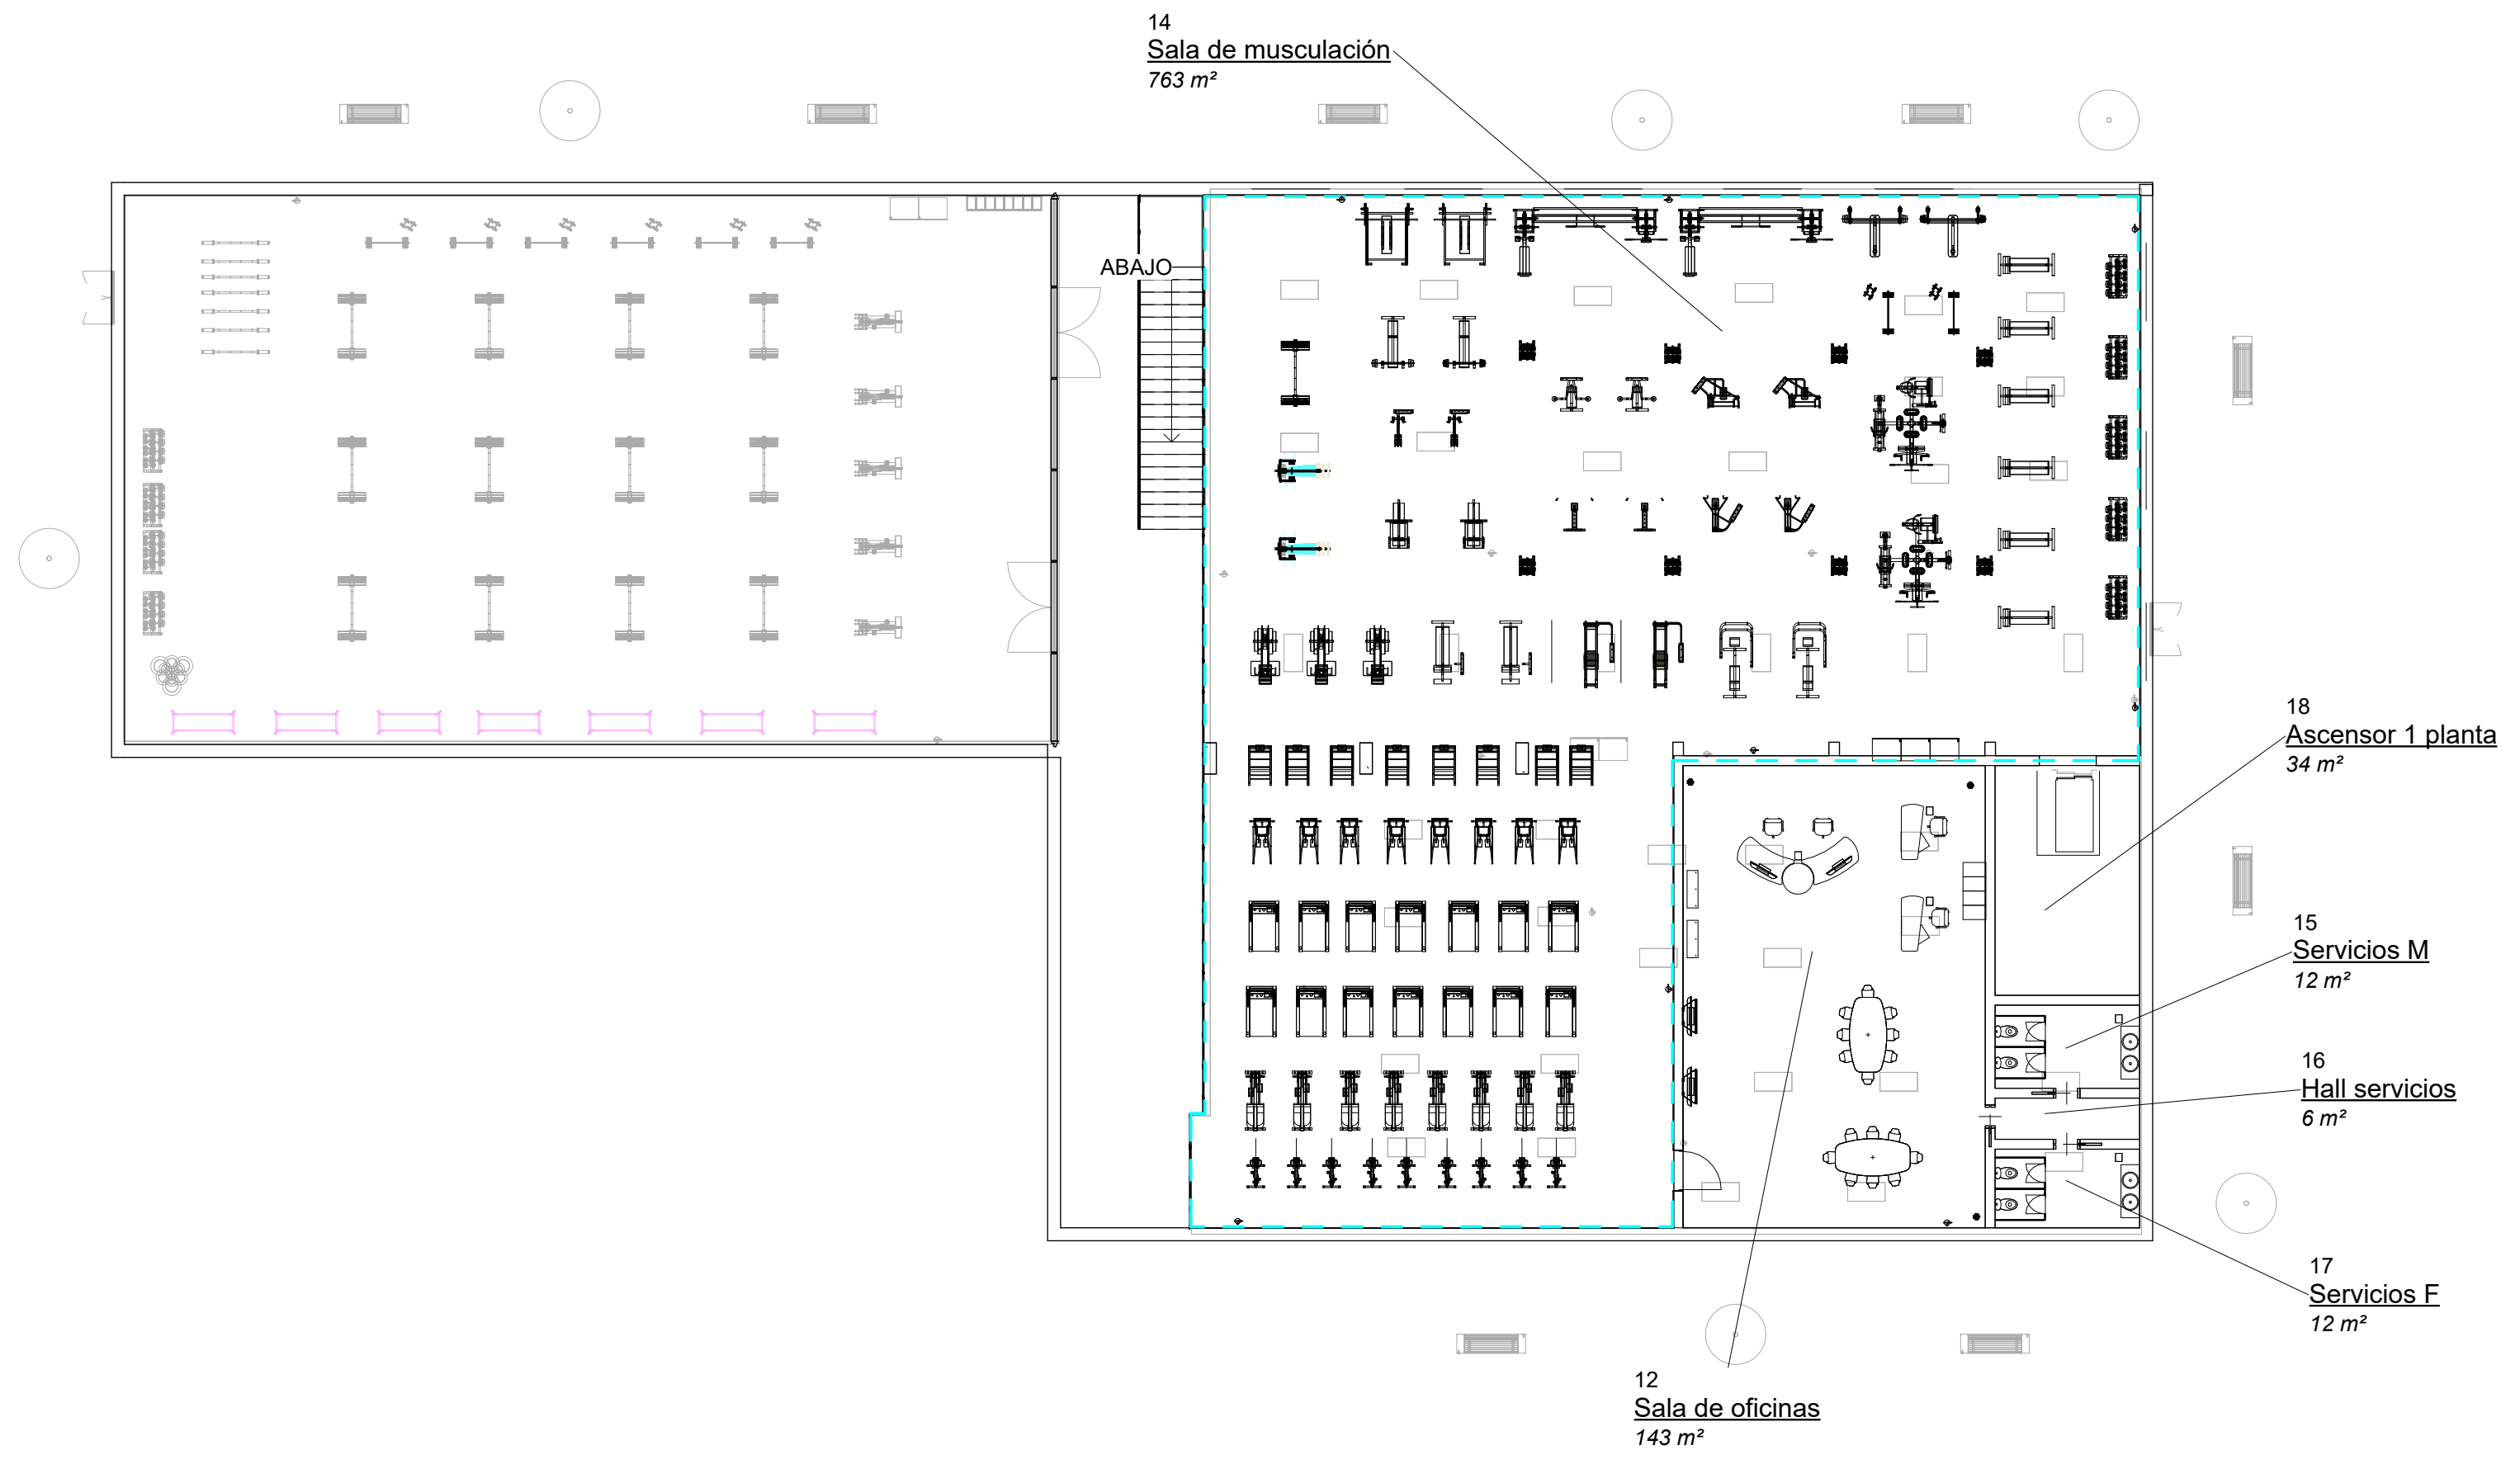 14
Sala de musculación
763 m²
ABAJO
18
Ascensor 1 planta
34 m²
15
Servicios M
12 m²
16
Hall servicios
6 m²
17
Servicios F
12 m²
12
Sala de oficinas
143 m²